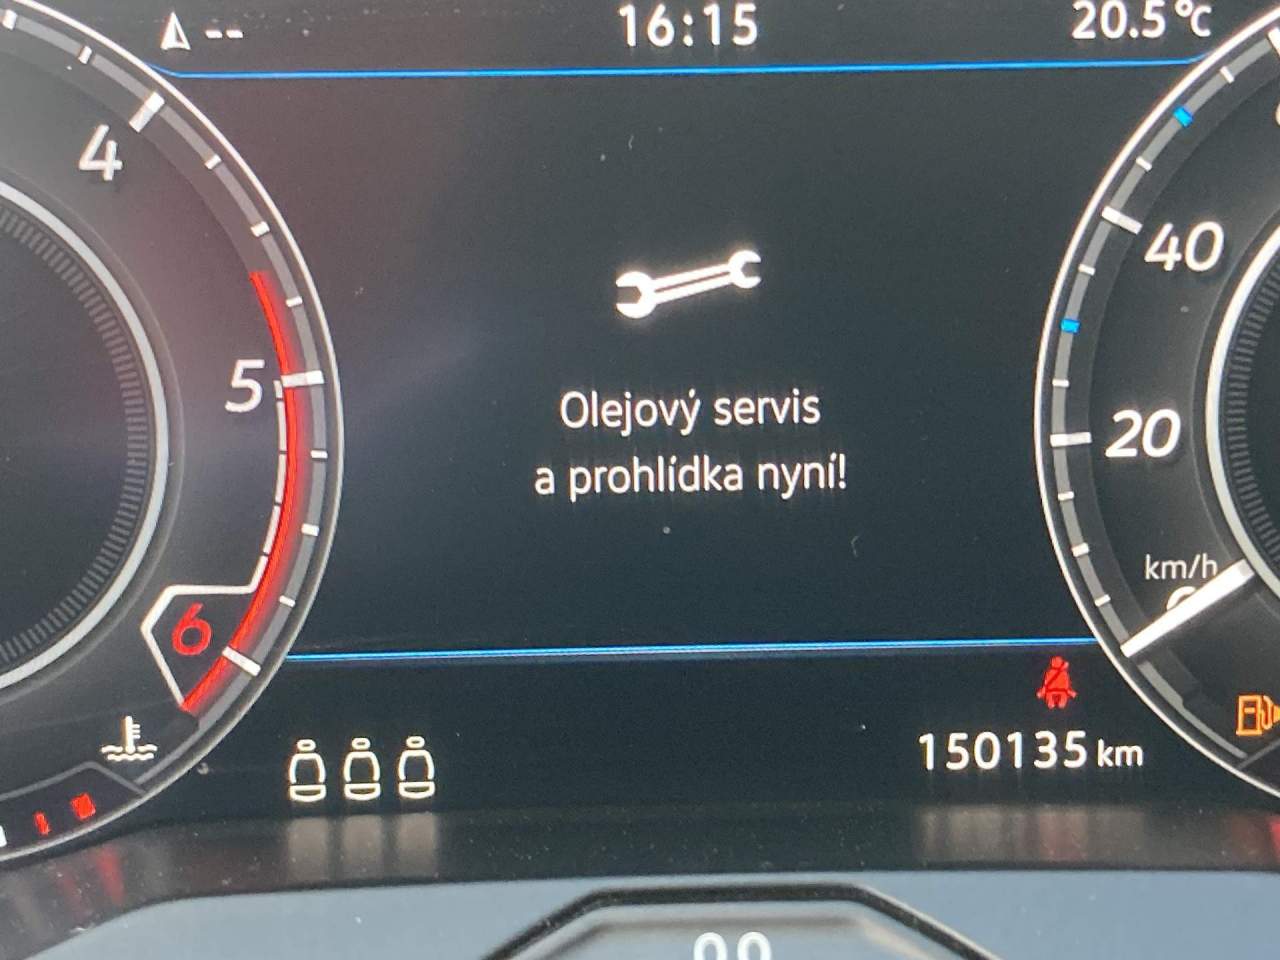 --
16:15
20.5°C
4
5
6
Olejový servis
a prohlídka nyní!
40
20
km/h
150135 km